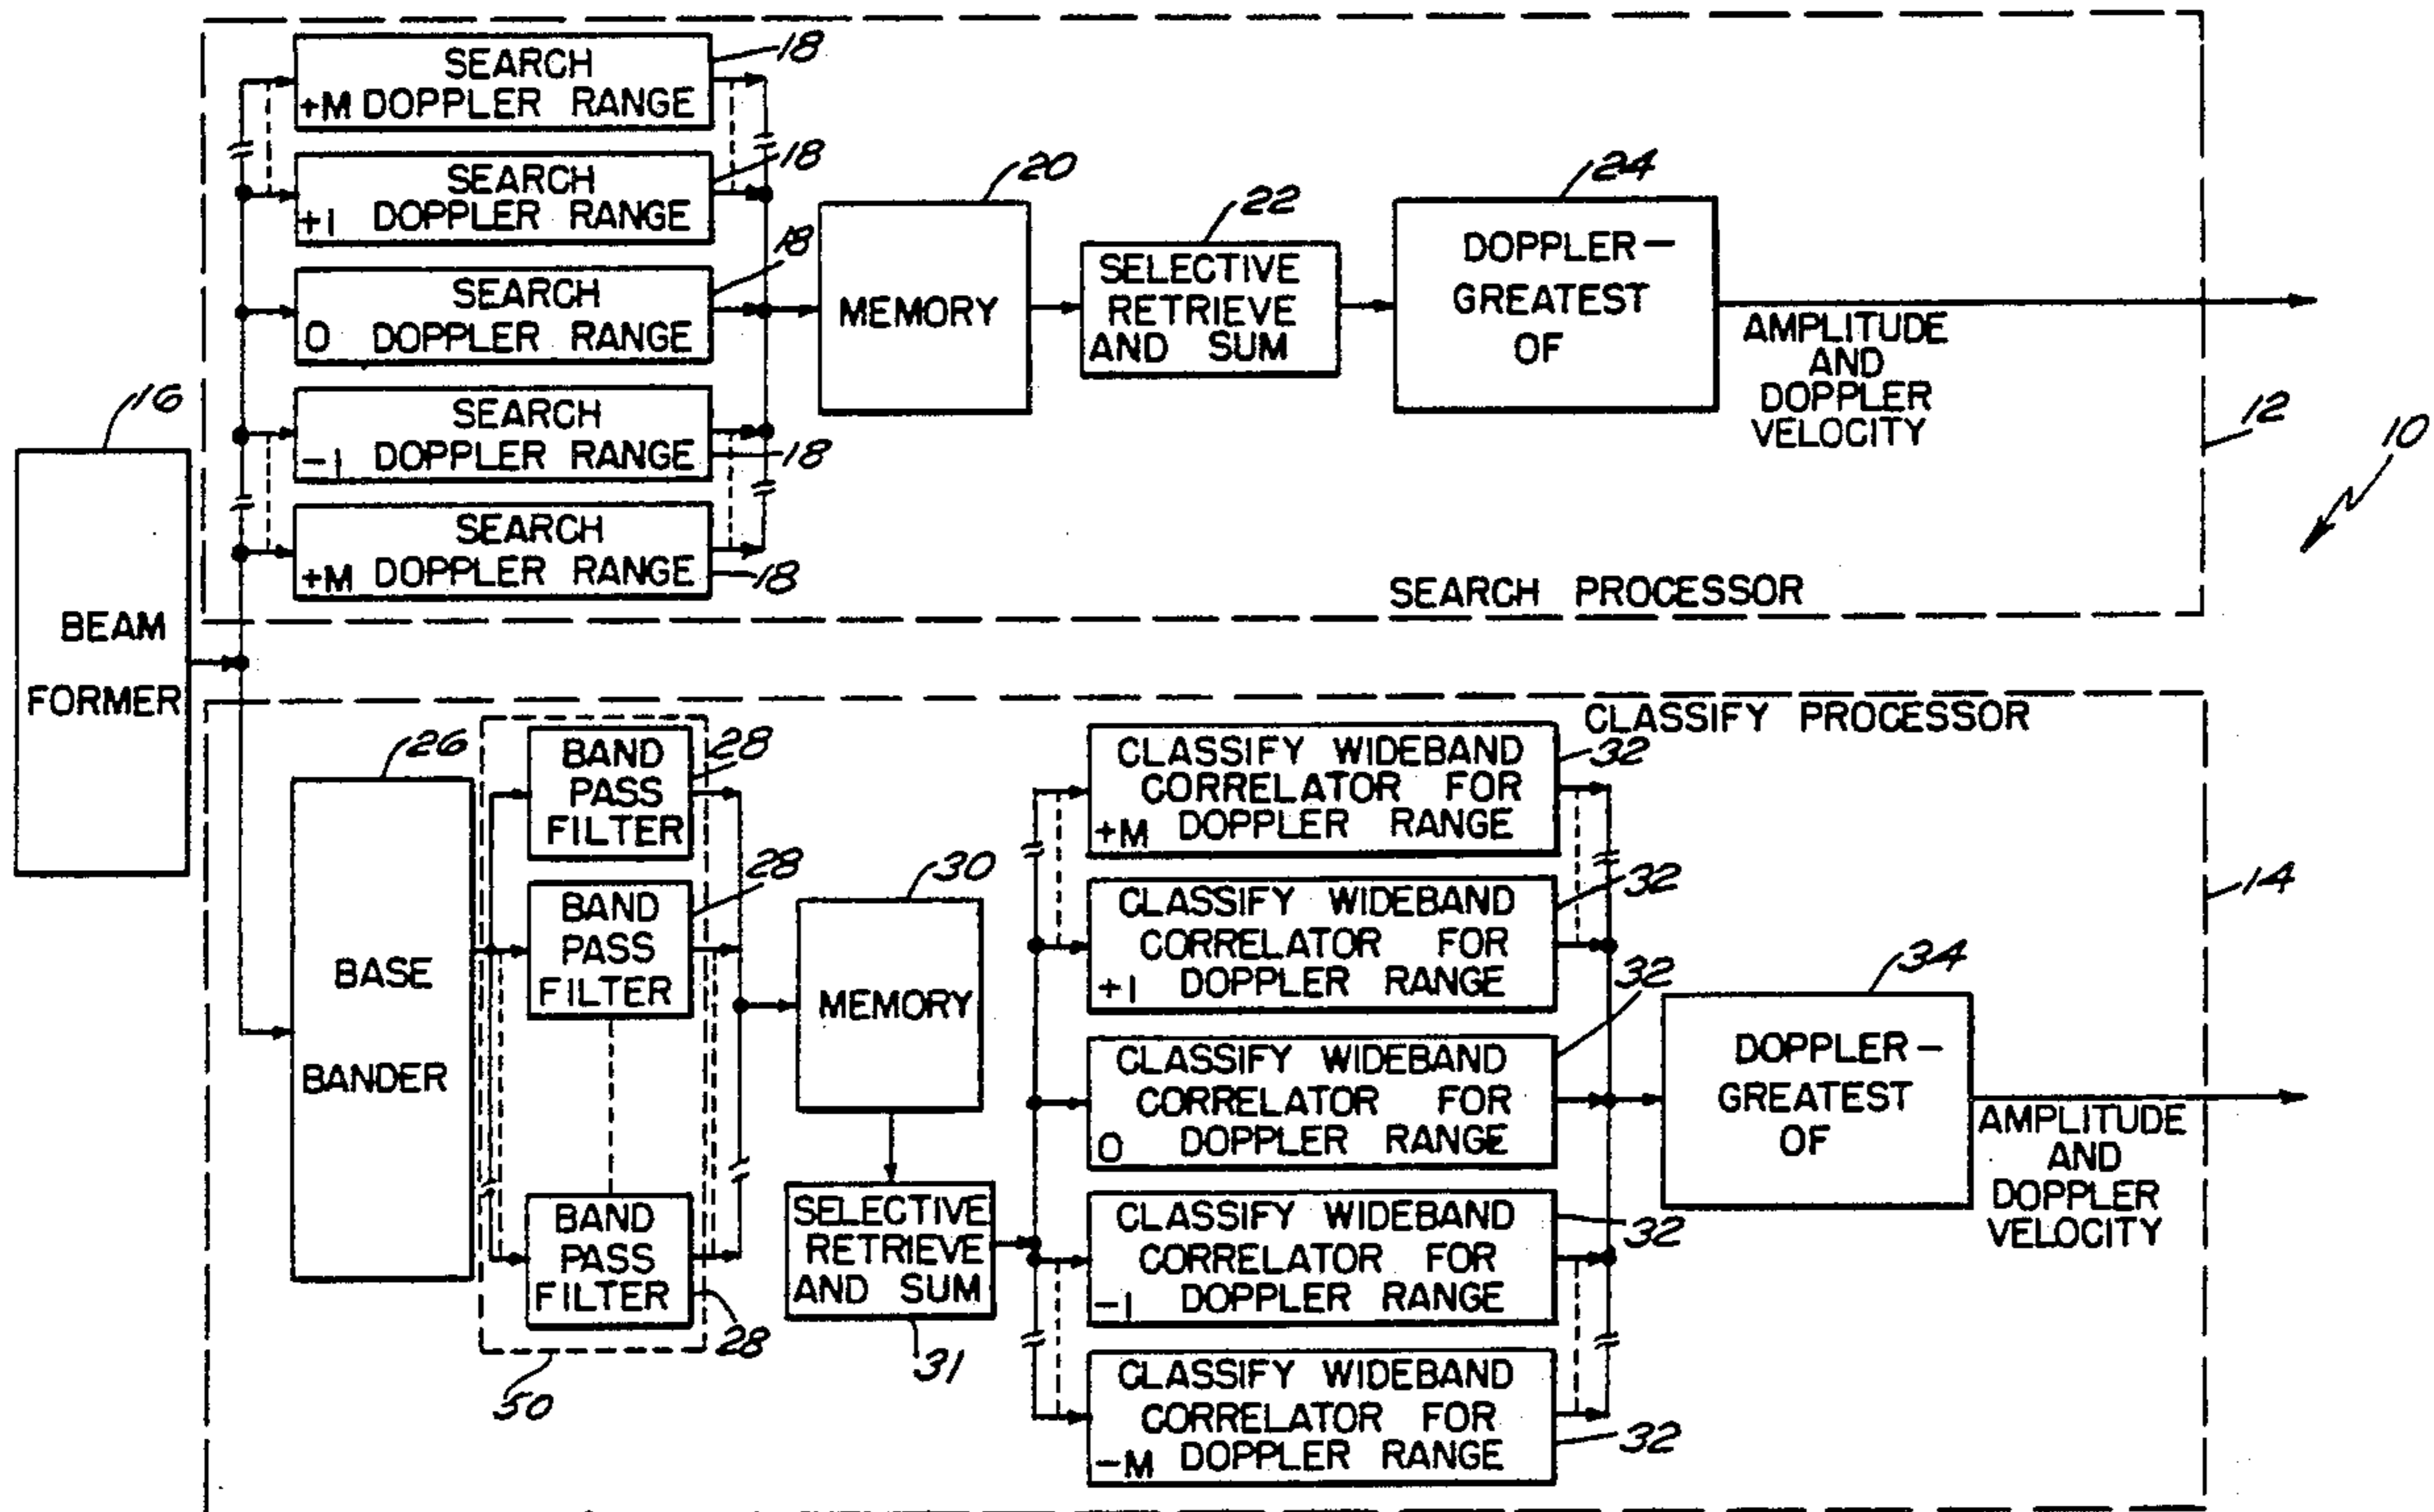 SEARCH
+M DOPPLER RANGE
18
SEARCH
+1 DOPPLER RANGE
18
SEARCH
0 DOPPLER RANGE
18
SEARCH
-1 DOPPLER RANGE
18
SEARCH
+M DOPPLER RANGE
18
MEMORY
20
SELECTIVE
RETRIEVE
AND SUM
22
DOPPLER-
GREATEST
OF
24
AMPLITUDE
AND
DOPPLER
VELOCITY
12
10
SEARCH PROCESSOR
16
BEAM
FORMER
CLASSIFY PROCESSOR
26
BASE
BANDER
BAND
PASS
FILTER
28
BAND
PASS
FILTER
28
BAND
PASS
FILTER
28
50
30
MEMORY
SELECTIVE
RETRIEVE
AND SUM
31
CLASSIFY WIDEBAND
CORRELATOR FOR
+M DOPPLER RANGE
32
CLASSIFY WIDEBAND
CORRELATOR FOR
+1 DOPPLER RANGE
32
CLASSIFY WIDEBAND
CORRELATOR FOR
0 DOPPLER RANGE
32
CLASSIFY WIDEBAND
CORRELATOR FOR
-1 DOPPLER RANGE
32
CLASSIFY WIDEBAND
CORRELATOR FOR
-M DOPPLER RANGE
32
34
DOPPLER-
GREATEST
OF
AMPLITUDE
AND
DOPPLER
VELOCITY
14